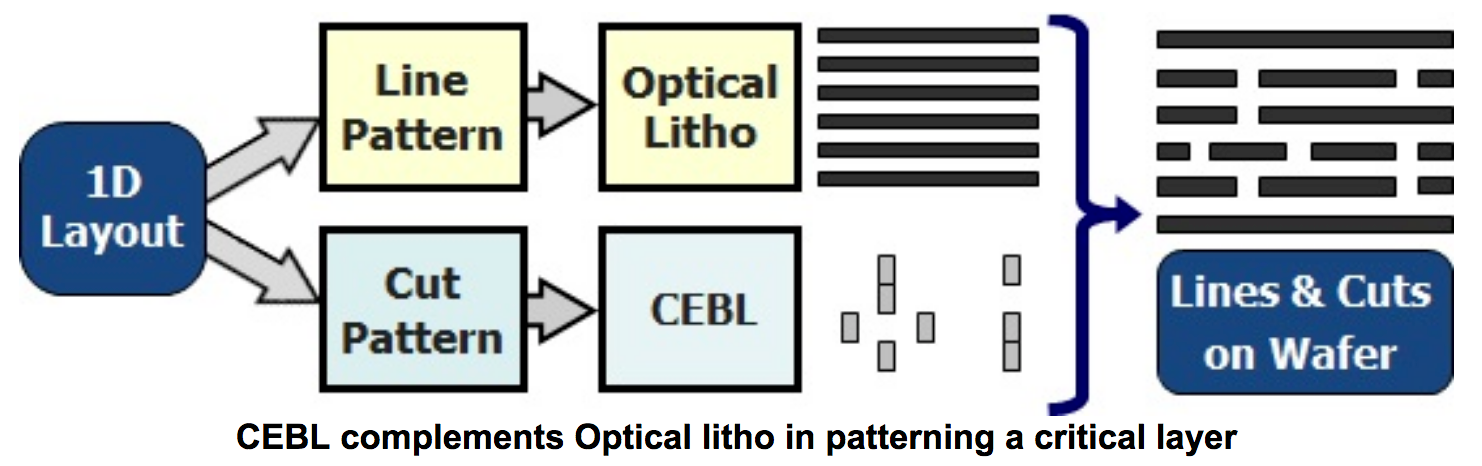 1D
Layout
Line
Pattern
Optical
Litho
Cut
Pattern
CEBL
Lines & Cuts
on Wafer
CEBL complements Optical litho in patterning a critical layer